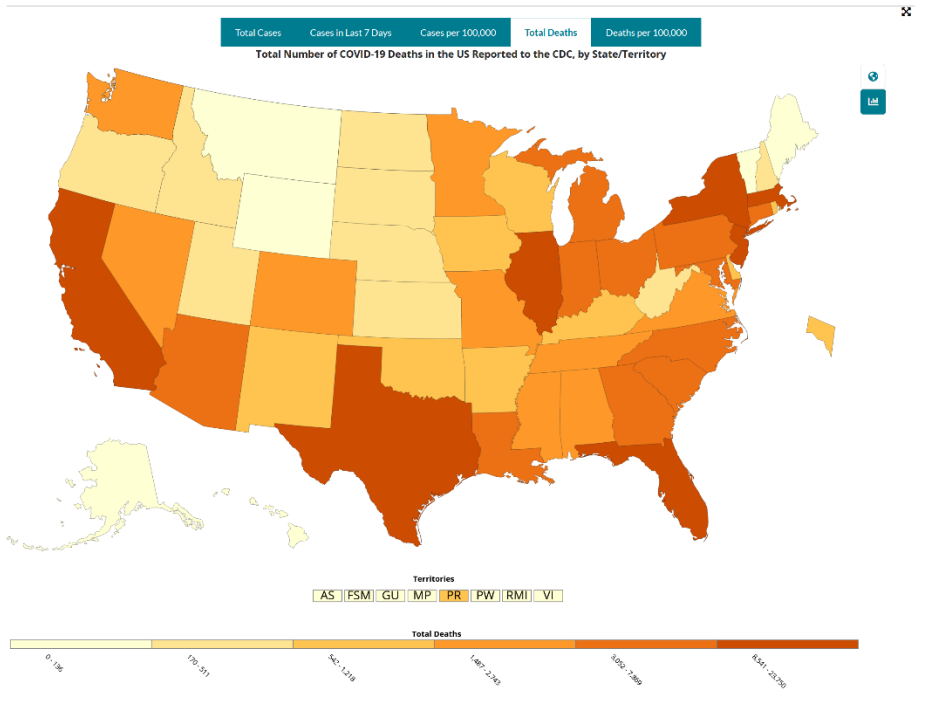 Total Cases Cases in Last 7 Days Cases per 100,000 Total Deaths Deaths per 100,000
Total Number of COVID-19 Deaths in the US Reported to the CDC, by State/Territory
Territories
AS FSM GU MP PR PW RMI VI
Total Deaths
0 - 136 170 - 511 542 - 1,218 1,487 - 2,743 3,052 - 7,869 8,541 - 23,750